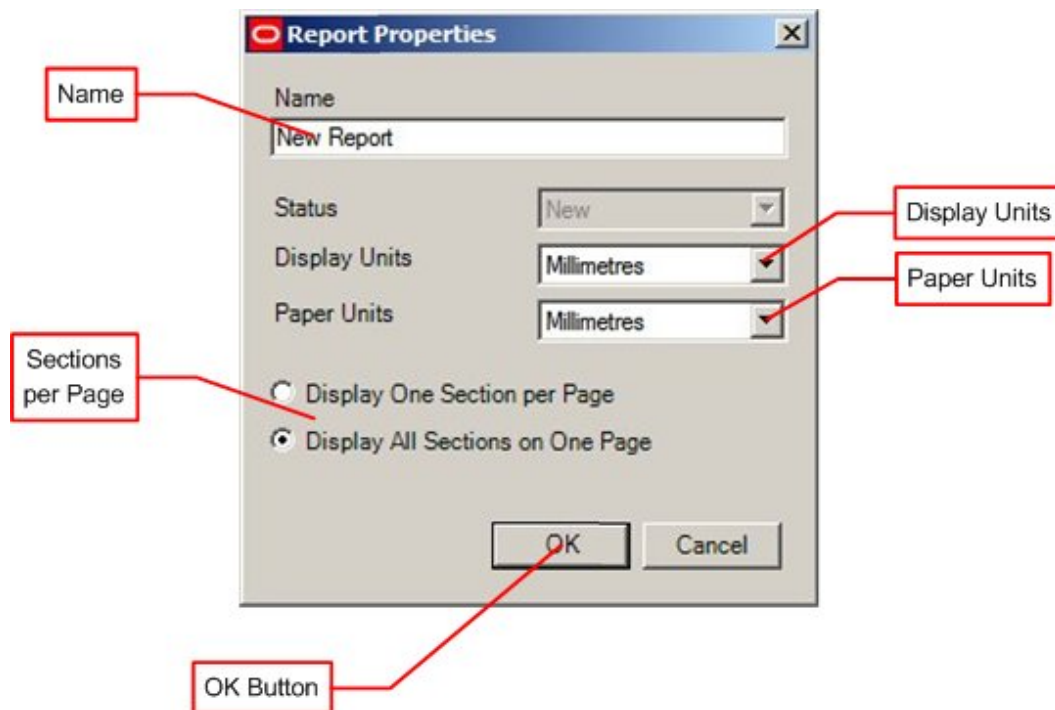 Report Properties
Name
Name
New Report
Status
New
Display Units
Display Units
Millimetres
Paper Units
Paper Units
Millimetres
Sections
per Page
Display One Section per Page
Display All Sections on One Page
OK
Cancel
OK Button